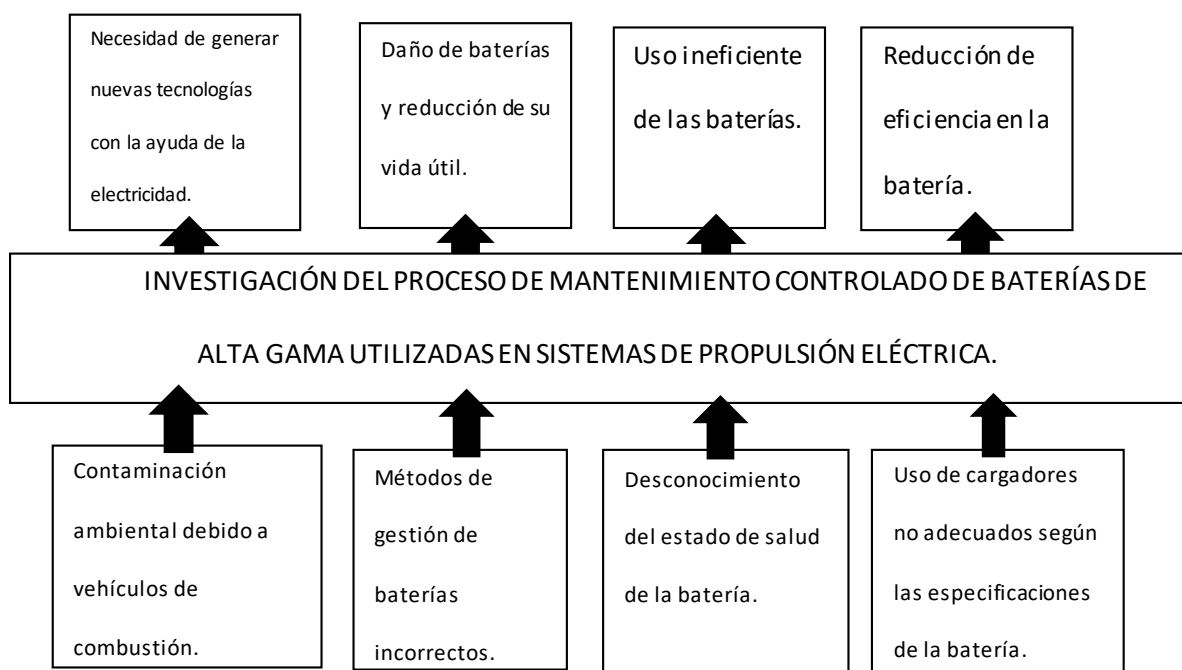 Necesidad de generar
nuevas tecnologías
con la ayuda de la
electricidad.
Daño de baterías
y reducción de su
vida útil.
Uso ineficiente
de las baterías.
Reducción de
eficiencia en la
batería.
INVESTIGACIÓN DEL PROCESO DE MANTENIMIENTO CONTROLADO DE BATERÍAS DE
ALTA GAMA UTILIZADAS EN SISTEMAS DE PROPULSIÓN ELÉCTRICA.
Contaminación
ambiental debido a
vehículos de
combustión.
Métodos de
gestión de
baterías
incorrectos.
Desconocimiento
del estado de salud
de la batería.
Uso de cargadores
no adecuados según
las especificaciones
de la batería.